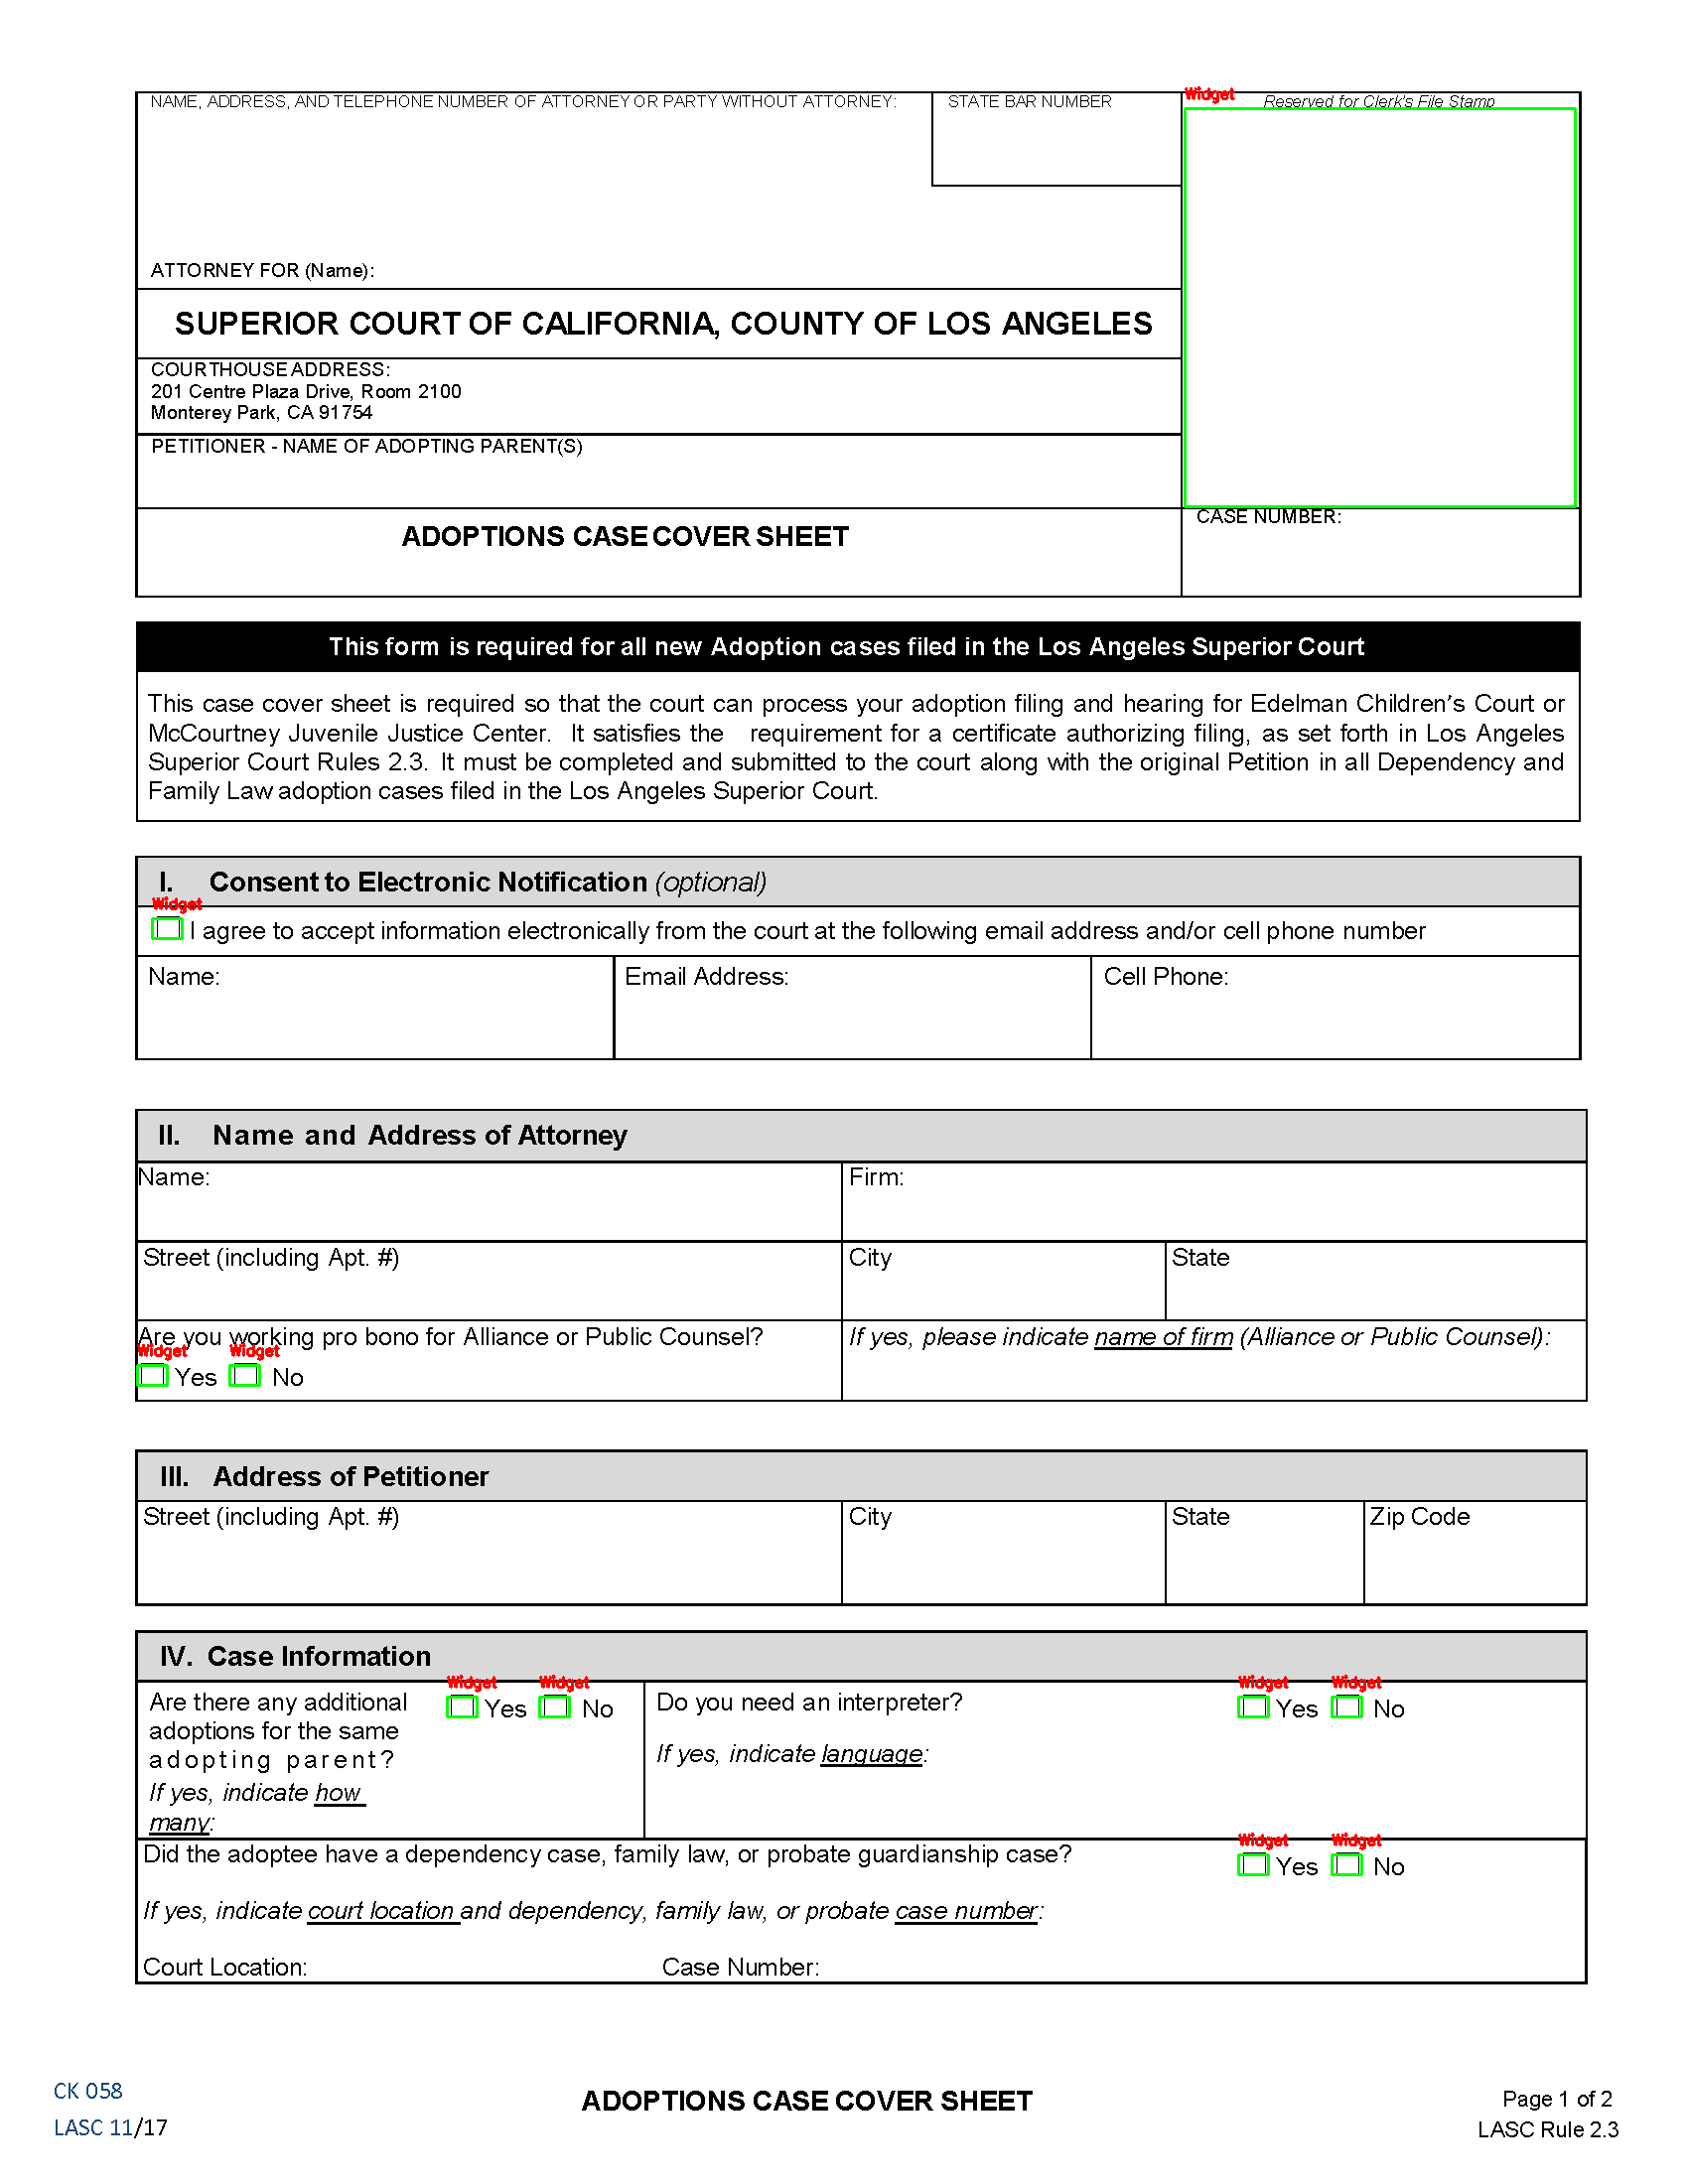 NAME, ADDRESS, AND TELEPHONE NUMBER OF ATTORNEY OR PARTY WITHOUT ATTORNEY:
STATE BAR NUMBER
Widget
Reserved for Clerk's File Stamp
ATTORNEY FOR (Name):
SUPERIOR COURT OF CALIFORNIA, COUNTY OF LOS ANGELES
COURTHOUSE ADDRESS:
201 Centre Plaza Drive, Room 2100
Monterey Park, CA 91754
PETITIONER - NAME OF ADOPTING PARENT(S)
ADOPTIONS CASE COVER SHEET
CASE NUMBER:
This form is required for all new Adoption cases filed in the Los Angeles Superior Court
This case cover sheet is required so that the court can process your adoption filing and hearing for Edelman Children's Court or
McCourtney Juvenile Justice Center. It satisfies the requirement for a certificate authorizing filing, as set forth in Los Angeles
Superior Court Rules 2.3. It must be completed and submitted to the court along with the original Petition in all Dependency and
Family Law adoption cases filed in the Los Angeles Superior Court.
I. Consent to Electronic Notification (optional)
Widget
I agree to accept information electronically from the court at the following email address and/or cell phone number
Name:
Email Address:
Cell Phone:
II. Name and Address of Attorney
Name:
Firm:
Street (including Apt. #)
City
State
Are you working pro bono for Alliance or Public Counsel?
If yes, please indicate name of firm (Alliance or Public Counsel):
Widget Widget
Yes No
III. Address of Petitioner
Street (including Apt. #)
City
State
Zip Code
IV. Case Information
Widget Widget
Are there any additional
adoptions for the same
adopting parent?
Yes No
If yes, indicate how
many:
Widget Widget
Do you need an interpreter?
Yes No
If yes, indicate language:
Widget Widget
Did the adoptee have a dependency case, family law, or probate guardianship case?
Yes No
If yes, indicate court location and dependency, family law, or probate case number:
Court Location:
Case Number:
CK 058
LASC 11/17
ADOPTIONS CASE COVER SHEET
Page 1 of 2
LASC Rule 2.3